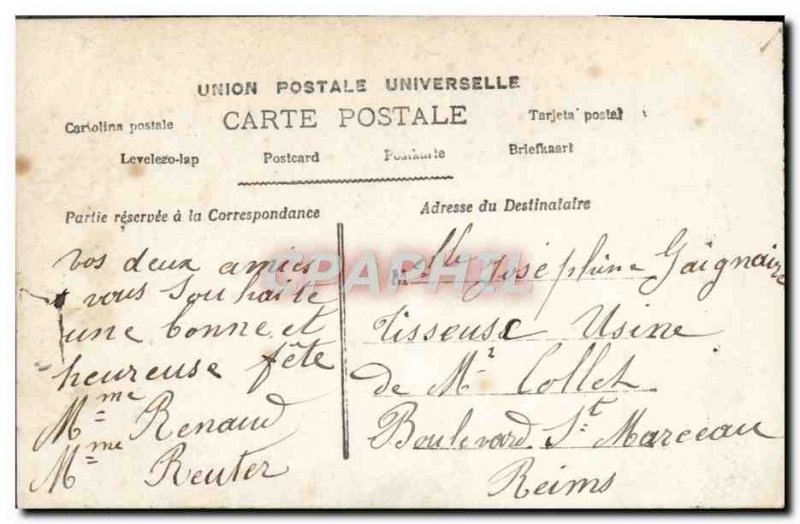 UNION POSTALE UNIVERSELLE
CARTE POSTALE
Cartolina postale
Tarjeta postal
Levelezo-lap
Postcard
Postkarte
Briefkaart
Partie réservée à la Correspondance
Adresse du Destinataire
vos deux amies
vous Souhaite
une bonne et
heureuse fête
Mme Renaud
Mme Reuter
Mlle Joséphine Gaignaire
Tisseuse Usine
de Mr Collet
Boulevard St Marceau
Reims
CPAPHIL